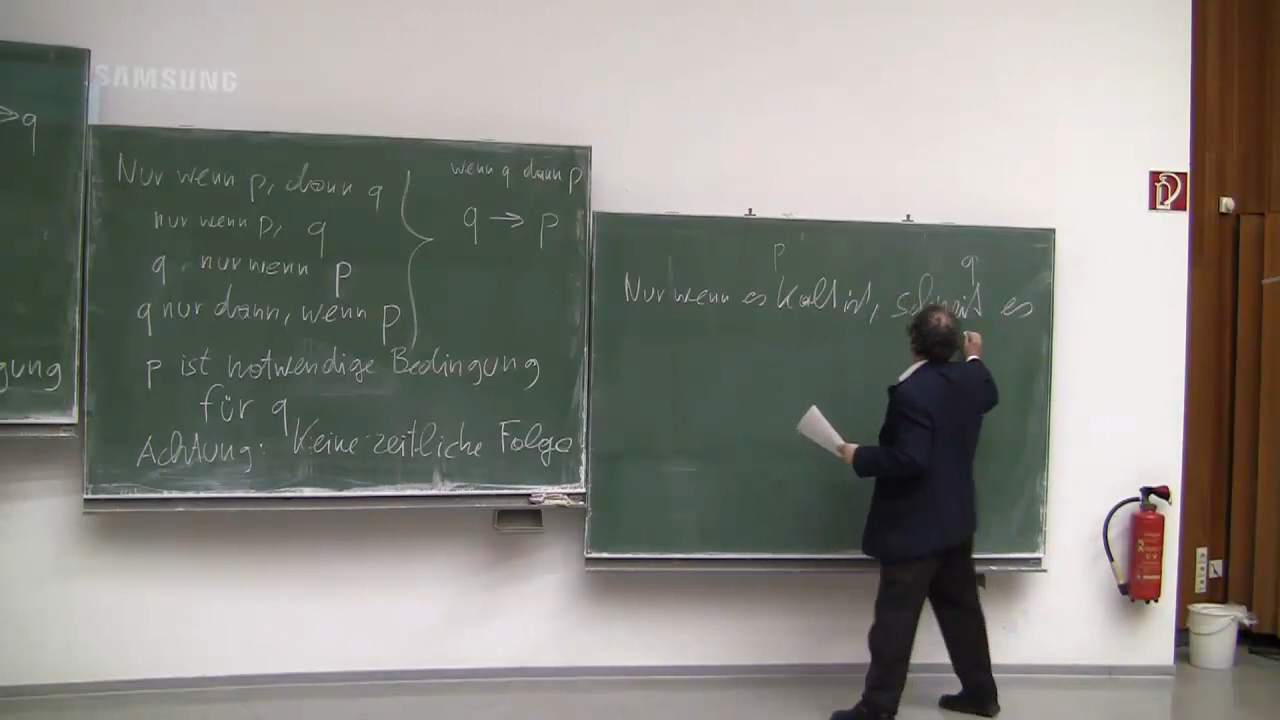 SAMSUNG
→q
gung
Nur wenn p, dann q
nur wenn p, q
q nur wenn p
q nur dann, wenn p
wenn q dann p
q → p
p ist notwendige Bedingung
für q
Achtung: Keine zeitliche Folge
p
q
Nur wenn es kalt ist, schneit es